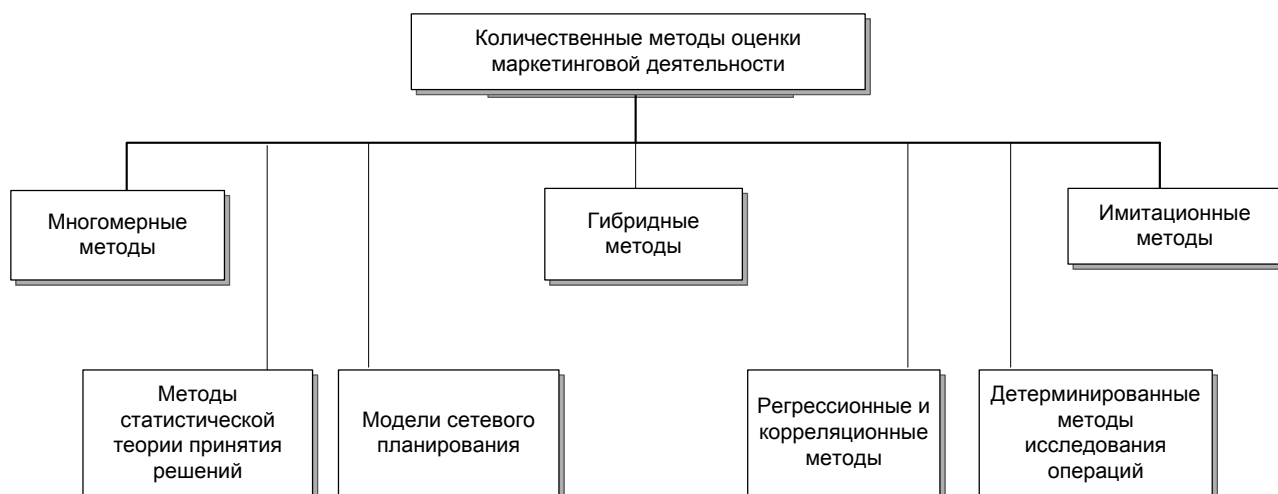 Количественные методы оценки
маркетинговой деятельности
Многомерные
методы
Гибридные
методы
Имитационные
методы
Методы
статистической
теории принятия
решений
Модели сетевого
планирования
Регрессионные и
корреляционные
методы
Детерминированные
методы
исследования
операций